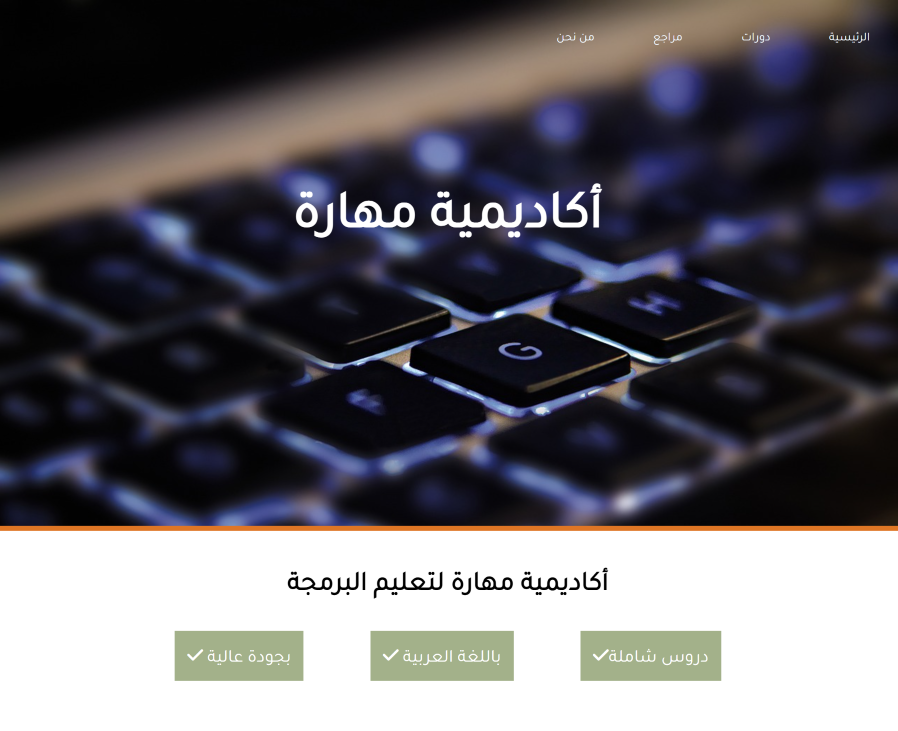 الرئيسية دورات مراجع من نحن
أكاديمية مهارة
G
أكاديمية مهارة لتعليم البرمجة
دروس شاملة✓ باللغة العربية ✓ بجودة عالية ✓